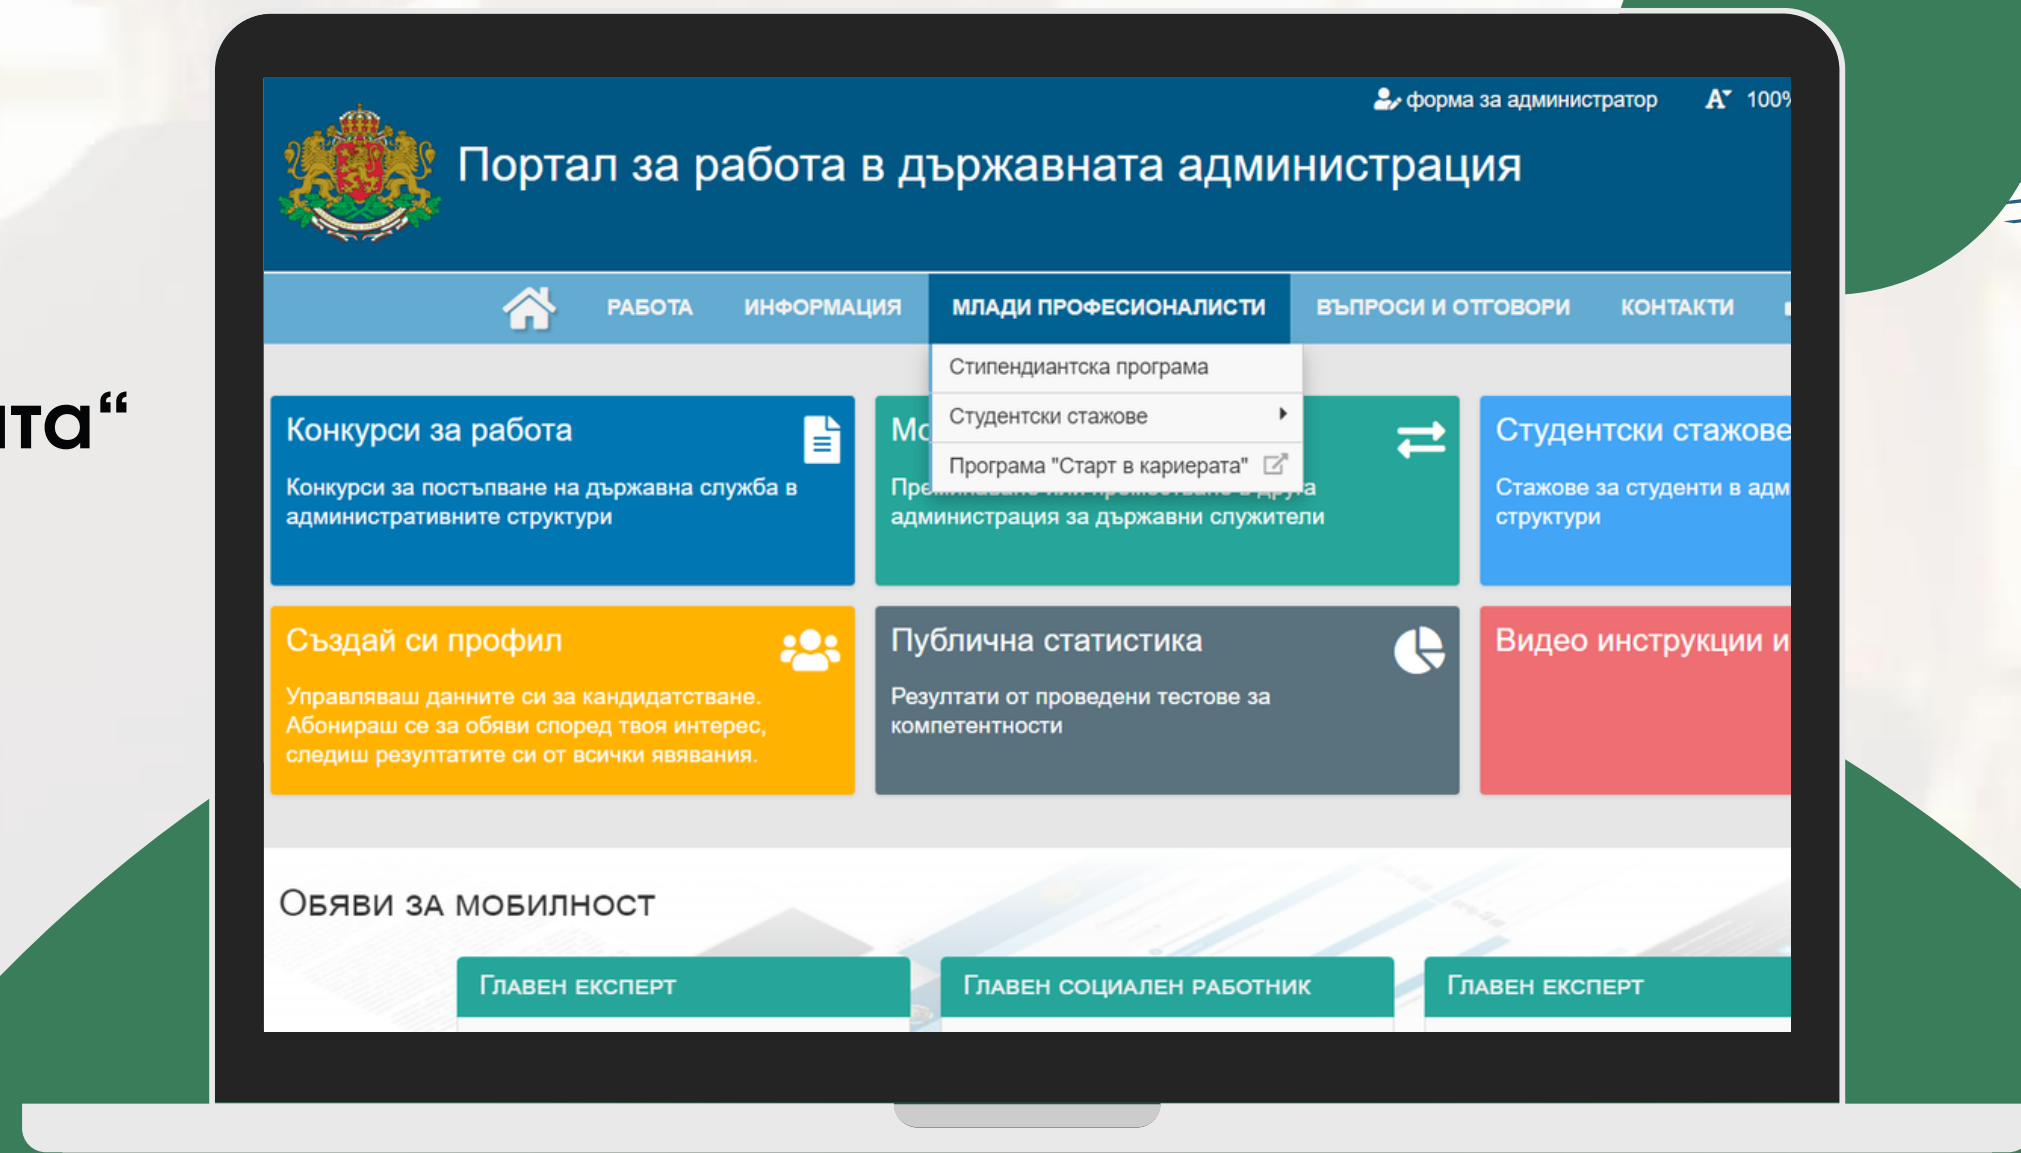 форма за администратор 100%
Портал за работа в държавната администрация
РАБОТА ИНФОРМАЦИЯ МЛАДИ ПРОФЕСИОНАЛИСТИ ВЪПРОСИ И ОТГОВОРИ КОНТАКТИ
Стипендиантска програма
Студентски стажове
Програма "Старт в кариерата"
Конкурси за работа
Конкурси за постъпване на държавна служба в
административните структури
администрация за държавни служители
Студентски стажове
Стажове за студенти в адм
структури
Създай си профил
Управляваш данните си за кандидатстване.
Абонираш се за обяви според твоя интерес,
следиш резултатите си от всички явявания.
Публична статистика
Резултати от проведени тестове за
компетентности
Видео инструкции и
Обяви за мобилност
Главен експерт
Главен социален работник
Главен експерт